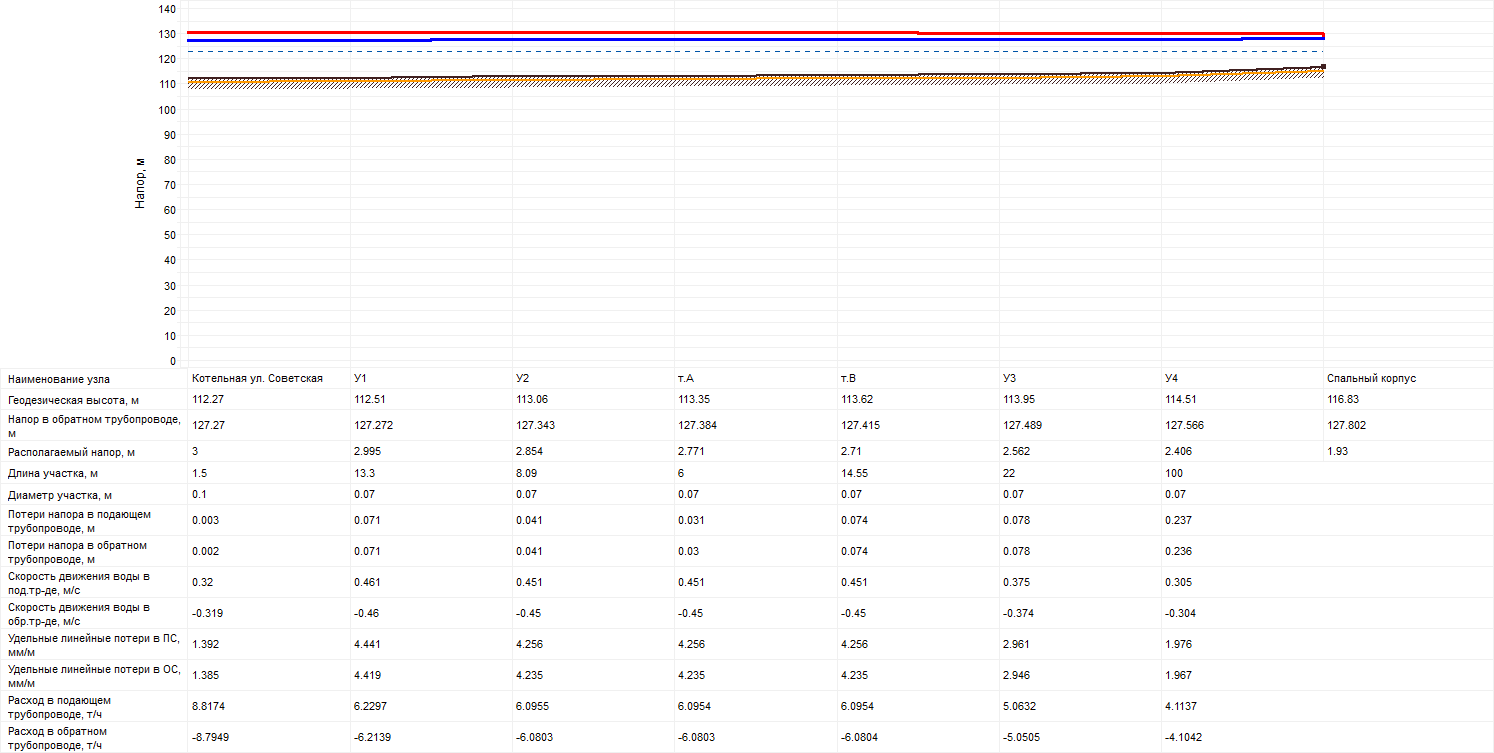 140
130
120
110
100
90
80
70
60
50
40
30
20
10
0
Напор, м
Наименование узла Котельная ул. Советская У1 У2 т.А т.В У3 У4 Спальный корпус
Геодезическая высота, м 112.27 112.51 113.06 113.35 113.62 113.95 114.51 116.83
Напор в обратном трубопроводе,
м 127.27 127.272 127.343 127.384 127.415 127.489 127.566 127.802
Располагаемый напор, м 3 2.995 2.854 2.771 2.71 2.562 2.406 1.93
Длина участка, м 1.5 13.3 8.09 6 14.55 22 100
Диаметр участка, м 0.1 0.07 0.07 0.07 0.07 0.07 0.07
Потери напора в подающем
трубопроводе, м 0.003 0.071 0.041 0.031 0.074 0.078 0.237
Потери напора в обратном
трубопроводе, м 0.002 0.071 0.041 0.03 0.074 0.078 0.236
Скорость движения воды в
под.тр-де, м/с 0.32 0.461 0.451 0.451 0.451 0.375 0.305
Скорость движения воды в
обр.тр-де, м/с -0.319 -0.46 -0.45 -0.45 -0.45 -0.374 -0.304
Удельные линейные потери в ПС,
мм/м 1.392 4.441 4.256 4.256 4.256 2.961 1.976
Удельные линейные потери в ОС,
мм/м 1.385 4.419 4.235 4.235 4.235 2.946 1.967
Расход в подающем
трубопроводе, т/ч 8.8174 6.2297 6.0955 6.0954 6.0954 5.0632 4.1137
Расход в обратном
трубопроводе, т/ч -8.7949 -6.2139 -6.0803 -6.0803 -6.0804 -5.0505 -4.1042